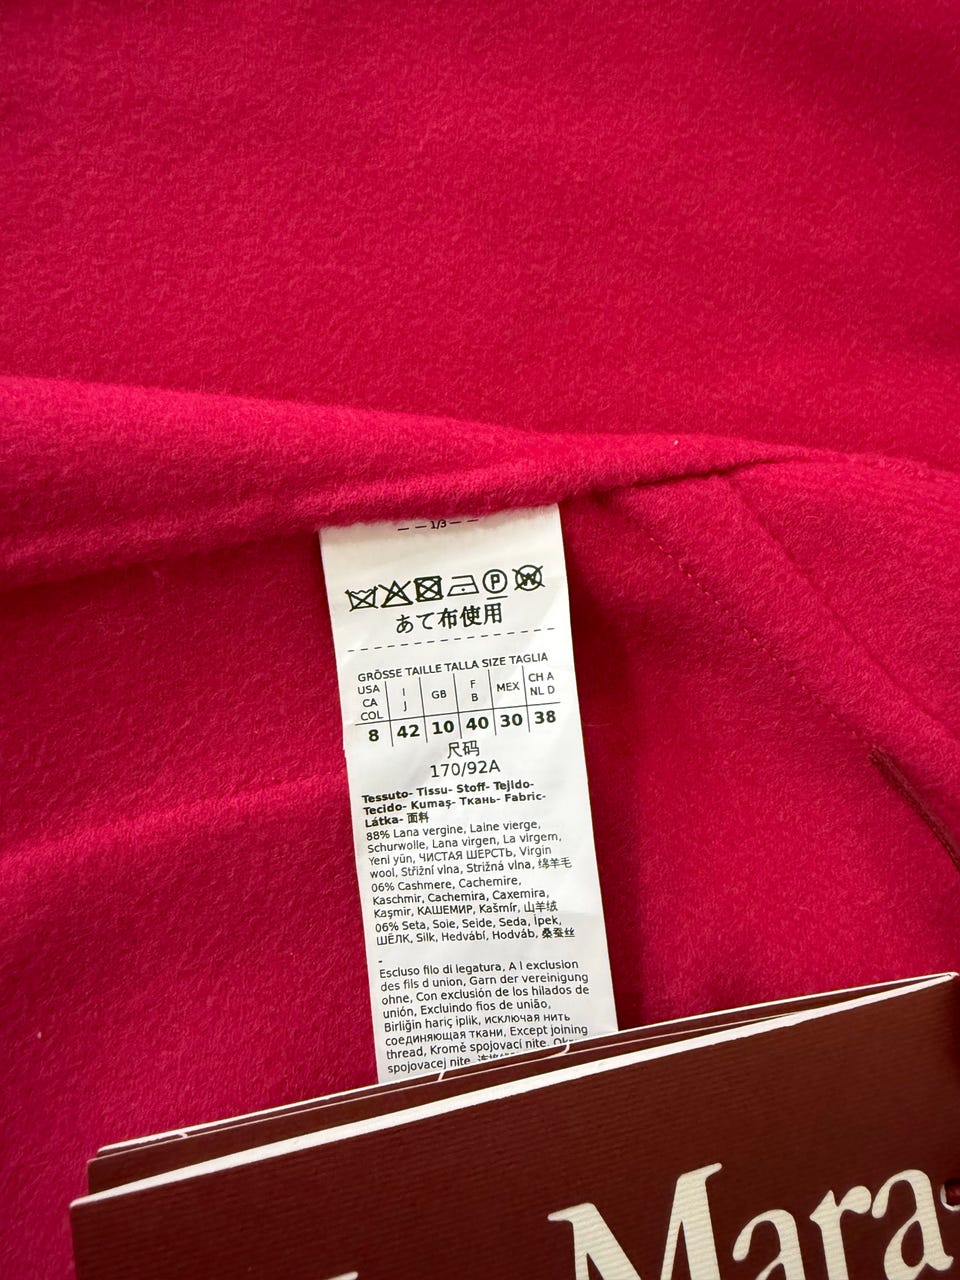 — — 1/3 — —
P W
あて布使用
GRÖSSE TAILLE TALLA SIZE TAGLIA
USA CA COL I J GB F B MEX CH A NL D
8 42 10 40 30 38
尺码
170/92A
Tessuto- Tissu- Stoff- Tejido-
Tecido- Kumaş- Ткань- Fabric-
Látka- 面料
88% Lana vergine, Laine vierge,
Schurwolle, Lana virgen, La virgem,
Yeni yün, ЧИСТАЯ ШЕРСТЬ, Virgin
wool, Střižní vlna, Strižná vlna, 绵羊毛
06% Cashmere, Cachemire,
Kaschmir, Cachemira, Caxemira,
Kaşmir, КАШЕМИР, Kašmír, 山羊绒
06% Seta, Soie, Seide, Seda, İpek,
ШЁЛК, Silk, Hedvábí, Hodváb, 桑蚕丝
-
Escluso filo di legatura, A l exclusion
des fils d union, Garn der vereinigung
ohne, Con exclusión de los hilados de
unión, Excluindo fios de união,
Birliğin hariç iplik, исключая нить
соединяющая ткани, Except joining
thread, Kromě spojovací nite,
spojovacej nite,
Mara